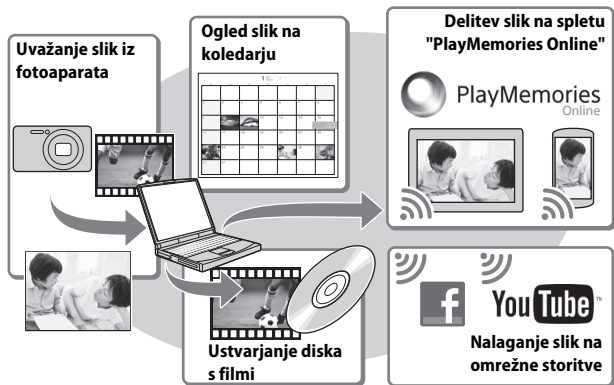 Uvažanje slik iz
fotoaparata
Ogled slik na
koledarju
1
Delitev slik na spletu
"PlayMemories Online"
PlayMemories
Online
Ustvarjanje diska
s filmi
f
You Tube
Nalaganje slik na
omrežne storitve